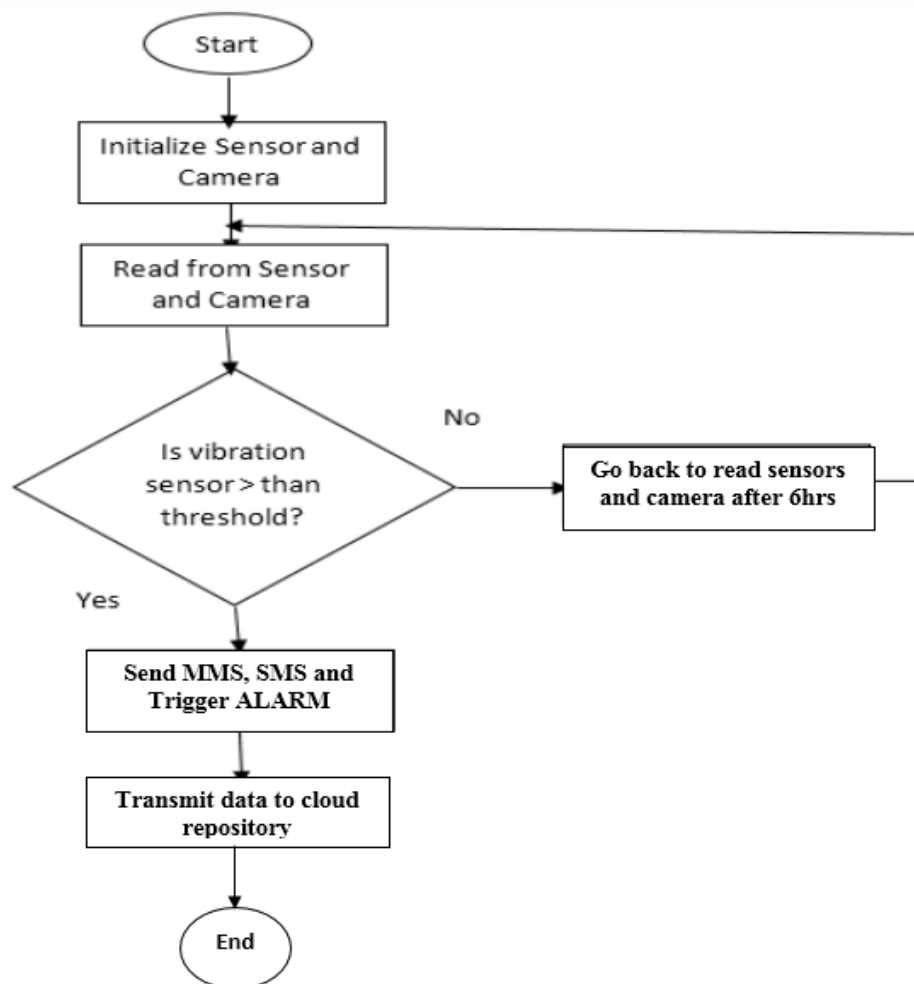 Start
Initialize Sensor and
Camera
Read from Sensor
and Camera
Is vibration
sensor > than
threshold?
No
Go back to read sensors
and camera after 6hrs
Yes
Send MMS, SMS and
Trigger ALARM
Transmit data to cloud
repository
End